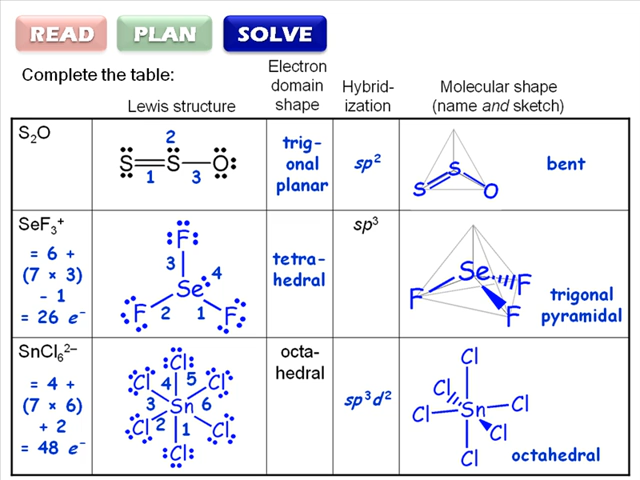 READ PLAN SOLVE
Complete the table:
Lewis structure
Electron
domain
shape
Hybrid-
ization
Molecular shape
(name and sketch)
S₂O
2
S S O
1 3
trig-
onal
planar
sp²
S
S O
bent
SeF₃⁺
= 6 +
(7 × 3)
– 1
= 26 e⁻
F
3 4
Se
F 2 1 F
tetra-
hedral
sp³
Se
F F
F
trigonal
pyramidal
SnCl₆²⁻
= 4 +
(7 × 6)
+ 2
= 48 e⁻
Cl
Cl 4 5 Cl
3 Sn 6
Cl 2 1 Cl
Cl
octa-
hedral
sp³d²
Cl
Cl
Cl Sn Cl
Cl
Cl
octahedral